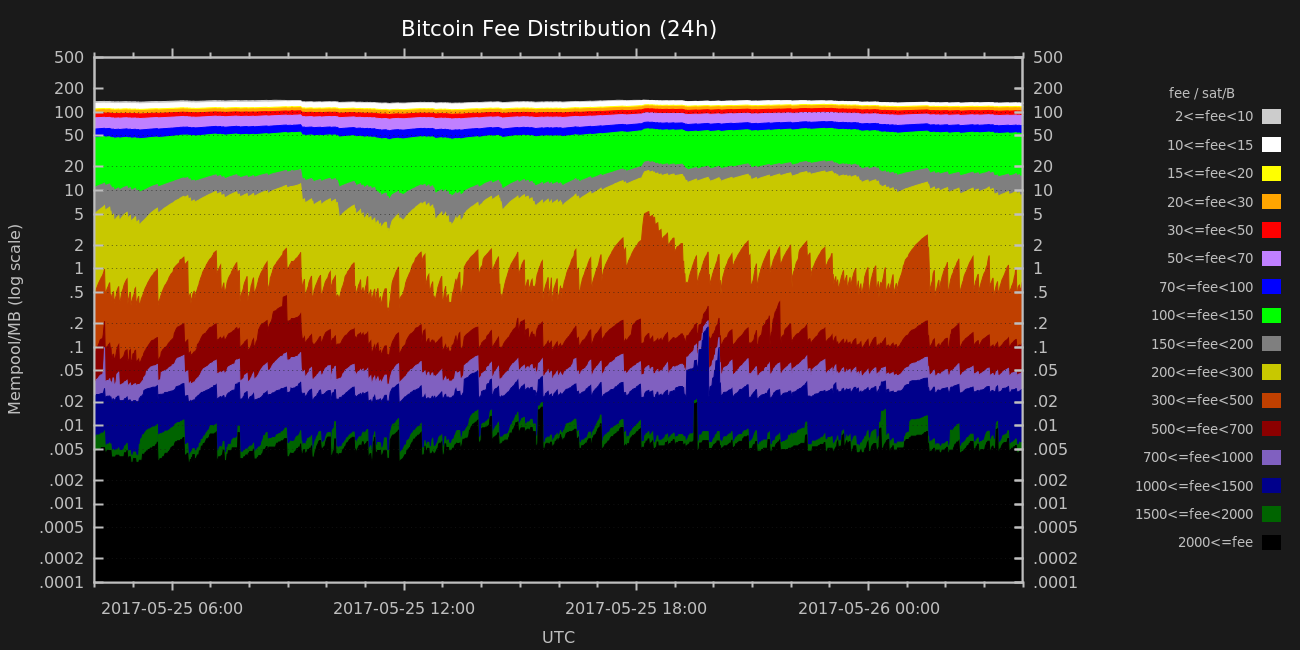 Bitcoin Fee Distribution (24h)
500
200
100
50
20
10
5
2
1
.5
.2
.1
.05
.02
.01
.005
.002
.001
.0005
.0002
.0001
Mempool/MB (log scale)
500
200
100
50
20
10
5
2
1
.5
.2
.1
.05
.02
.01
.005
.002
.001
.0005
.0002
.0001
2017-05-25 06:00 2017-05-25 12:00 2017-05-25 18:00 2017-05-26 00:00
UTC
fee / sat/B
2<=fee<10
10<=fee<15
15<=fee<20
20<=fee<30
30<=fee<50
50<=fee<70
70<=fee<100
100<=fee<150
150<=fee<200
200<=fee<300
300<=fee<500
500<=fee<700
700<=fee<1000
1000<=fee<1500
1500<=fee<2000
2000<=fee